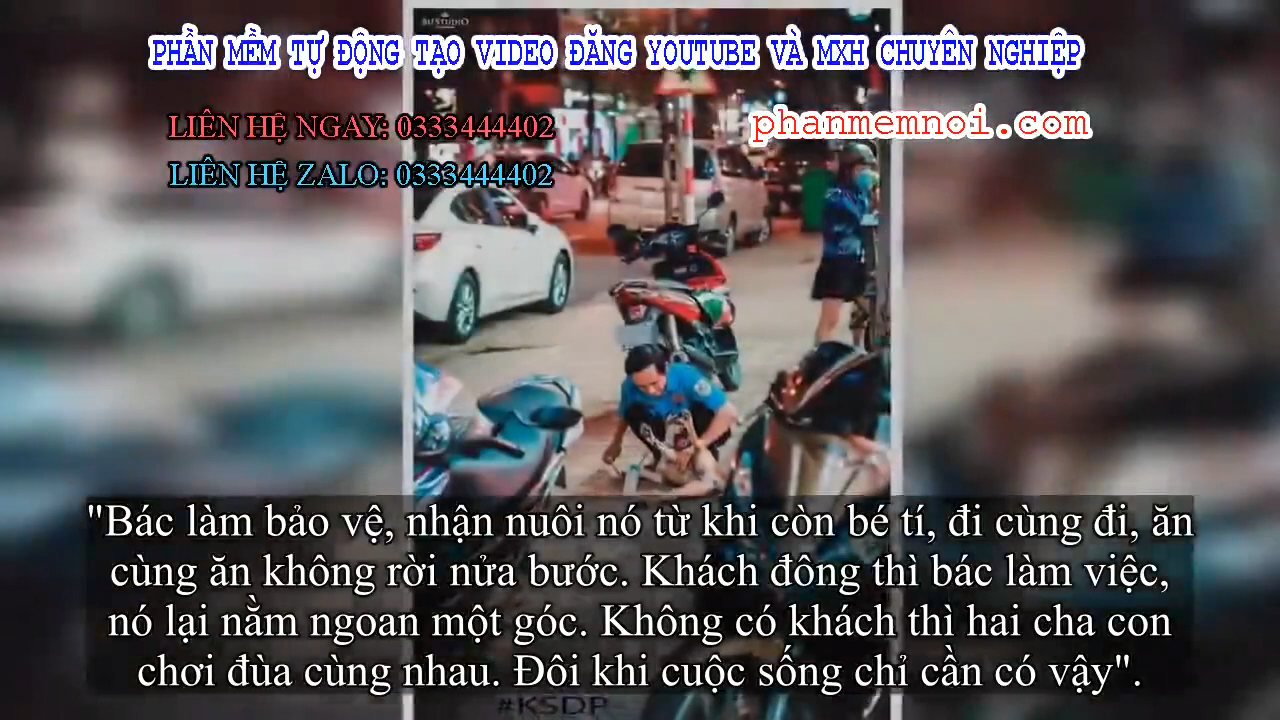 SUSTUDIO
PHẦN MỀM TỰ ĐỘNG TẠO VIDEO ĐĂNG YOUTUBE VÀ MXH CHUYÊN NGHIỆP
LIÊN HỆ NGAY: 0333444402
phanmemnoi.com
LIÊN HỆ ZALO: 0333444402
"Bác làm bảo vệ, nhận nuôi nó từ khi còn bé tí, đi cùng đi, ăn
cùng ăn không rời nửa bước. Khách đông thì bác làm việc,
nó lại nằm ngoan một góc. Không có khách thì hai cha con
chơi đùa cùng nhau. Đôi khi cuộc sống chỉ cần có vậy".
#KSDP